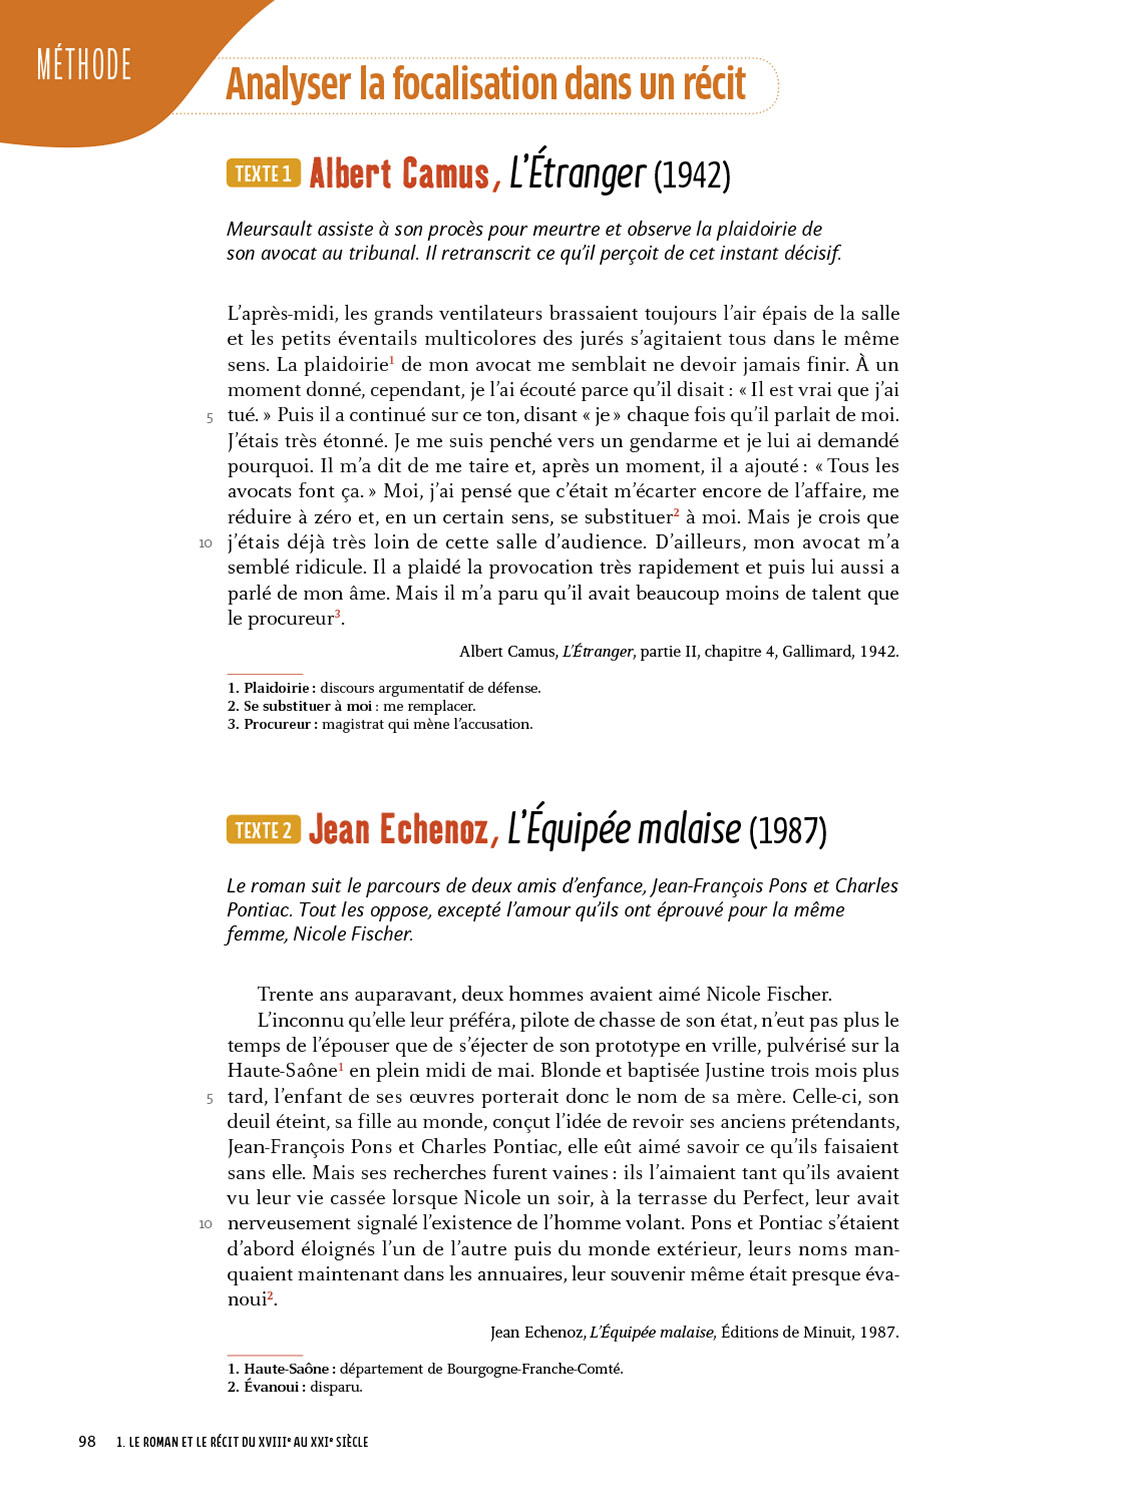 MÉTHODE
Analyser la focalisation dans un récit
TEXTE 1 Albert Camus, L’Étranger (1942)
Meursault assiste à son procès pour meurtre et observe la plaidoirie de
son avocat au tribunal. Il retranscrit ce qu’il perçoit de cet instant décisif.
L’après-midi, les grands ventilateurs brassaient toujours l’air épais de la salle
et les petits éventails multicolores des jurés s’agitaient tous dans le même
sens. La plaidoirie1 de mon avocat me semblait ne devoir jamais finir. À un
moment donné, cependant, je l’ai écouté parce qu’il disait : « Il est vrai que j’ai
5 tué. » Puis il a continué sur ce ton, disant « je » chaque fois qu’il parlait de moi.
J’étais très étonné. Je me suis penché vers un gendarme et je lui ai demandé
pourquoi. Il m’a dit de me taire et, après un moment, il a ajouté : « Tous les
avocats font ça. » Moi, j’ai pensé que c’était m’écarter encore de l’affaire, me
réduire à zéro et, en un certain sens, se substituer2 à moi. Mais je crois que
10 j’étais déjà très loin de cette salle d’audience. D’ailleurs, mon avocat m’a
semblé ridicule. Il a plaidé la provocation très rapidement et puis lui aussi a
parlé de mon âme. Mais il m’a paru qu’il avait beaucoup moins de talent que
le procureur3.
Albert Camus, L’Étranger, partie II, chapitre 4, Gallimard, 1942.
1. Plaidoirie : discours argumentatif de défense.
2. Se substituer à moi : me remplacer.
3. Procureur : magistrat qui mène l’accusation.
TEXTE 2 Jean Echenoz, L’Équipée malaise (1987)
Le roman suit le parcours de deux amis d’enfance, Jean-François Pons et Charles
Pontiac. Tout les oppose, excepté l’amour qu’ils ont éprouvé pour la même
femme, Nicole Fischer.
Trente ans auparavant, deux hommes avaient aimé Nicole Fischer.
L’inconnu qu’elle leur préféra, pilote de chasse de son état, n’eut pas plus le
temps de l’épouser que de s’éjecter de son prototype en vrille, pulvérisé sur la
Haute-Saône1 en plein midi de mai. Blonde et baptisée Justine trois mois plus
5 tard, l’enfant de ses œuvres porterait donc le nom de sa mère. Celle-ci, son
deuil éteint, sa fille au monde, conçut l’idée de revoir ses anciens prétendants,
Jean-François Pons et Charles Pontiac, elle eût aimé savoir ce qu’ils faisaient
sans elle. Mais ses recherches furent vaines : ils l’aimaient tant qu’ils avaient
vu leur vie cassée lorsque Nicole un soir, à la terrasse du Perfect, leur avait
10 nerveusement signalé l’existence de l’homme volant. Pons et Pontiac s’étaient
d’abord éloignés l’un de l’autre puis du monde extérieur, leurs noms man-
quaient maintenant dans les annuaires, leur souvenir même était presque éva-
noui2.
Jean Echenoz, L’Équipée malaise, Éditions de Minuit, 1987.
1. Haute-Saône : département de Bourgogne-Franche-Comté.
2. Évanoui : disparu.
98 1. LE ROMAN ET LE RÉCIT DU XVIIIe AU XXIe SIÈCLE